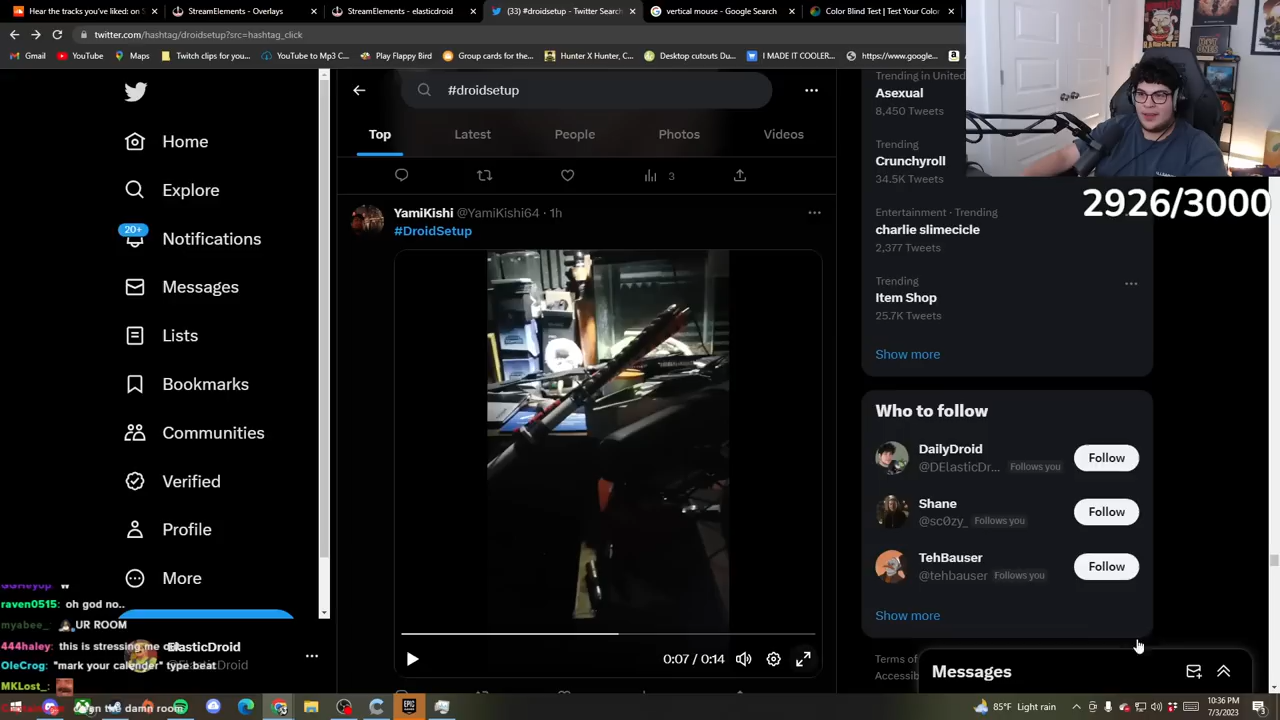 Hear the tracks you've liked: on S
StreamElements - Overlays
StreamElements - elasticdroid
(33) #droidsetup - Twitter Search
vertical mouse - Google Search
Color Blind Test | Test Your Color
twitter.com/hashtag/droidsetup?src=hashtag_click
Gmail
YouTube
Maps
Twitch clips for you...
YouTube to Mp3 C...
Play Flappy Bird
Group cards for the...
Hunter X Hunter, C...
Desktop cutouts Du...
I MADE IT COOLER...
https://www.google...
Home
Explore
20+
Notifications
Messages
Lists
Bookmarks
Communities
Verified
Profile
More
ElasticDroid
#droidsetup
Top
Latest
People
Photos
Videos
3
YamiKishi @YamiKishi64 · 1h
#DroidSetup
0:07 / 0:14
Trending in United
Asexual
8,450 Tweets
Trending
Crunchyroll
34.5K Tweets
Entertainment · Trending
charlie slimecicle
2,377 Tweets
Trending
Item Shop
25.7K Tweets
Show more
2926/3000
Who to follow
DailyDroid
@DElasticDr... Follows you
Follow
Shane
@sc0zy_ Follows you
Follow
TehBauser
@tehbauser Follows you
Follow
Show more
Terms of
Accessib
Messages
raven0515: oh god no..
myabee_: UR ROOM
444haley: this is stressing me
OleCrog: "mark your calender" type beat
MKLost_:
the damn room
EPIC
85°F Light rain
10:36 PM
7/3/2023